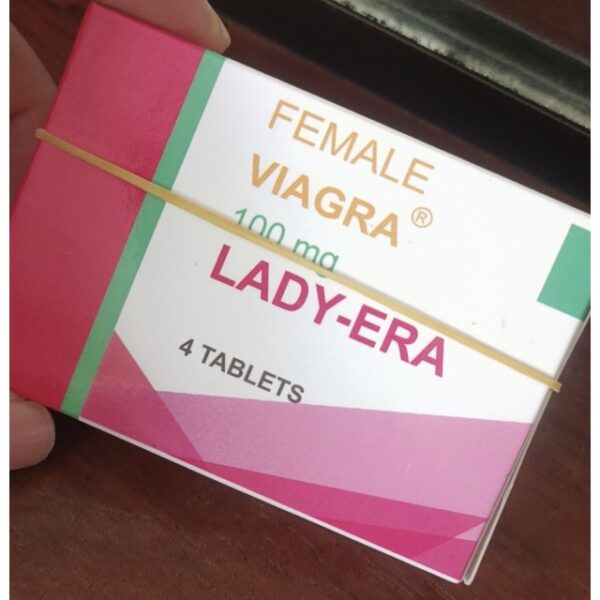 FEMALE
VIAGRA®
100 mg
LADY-ERA
4 TABLETS